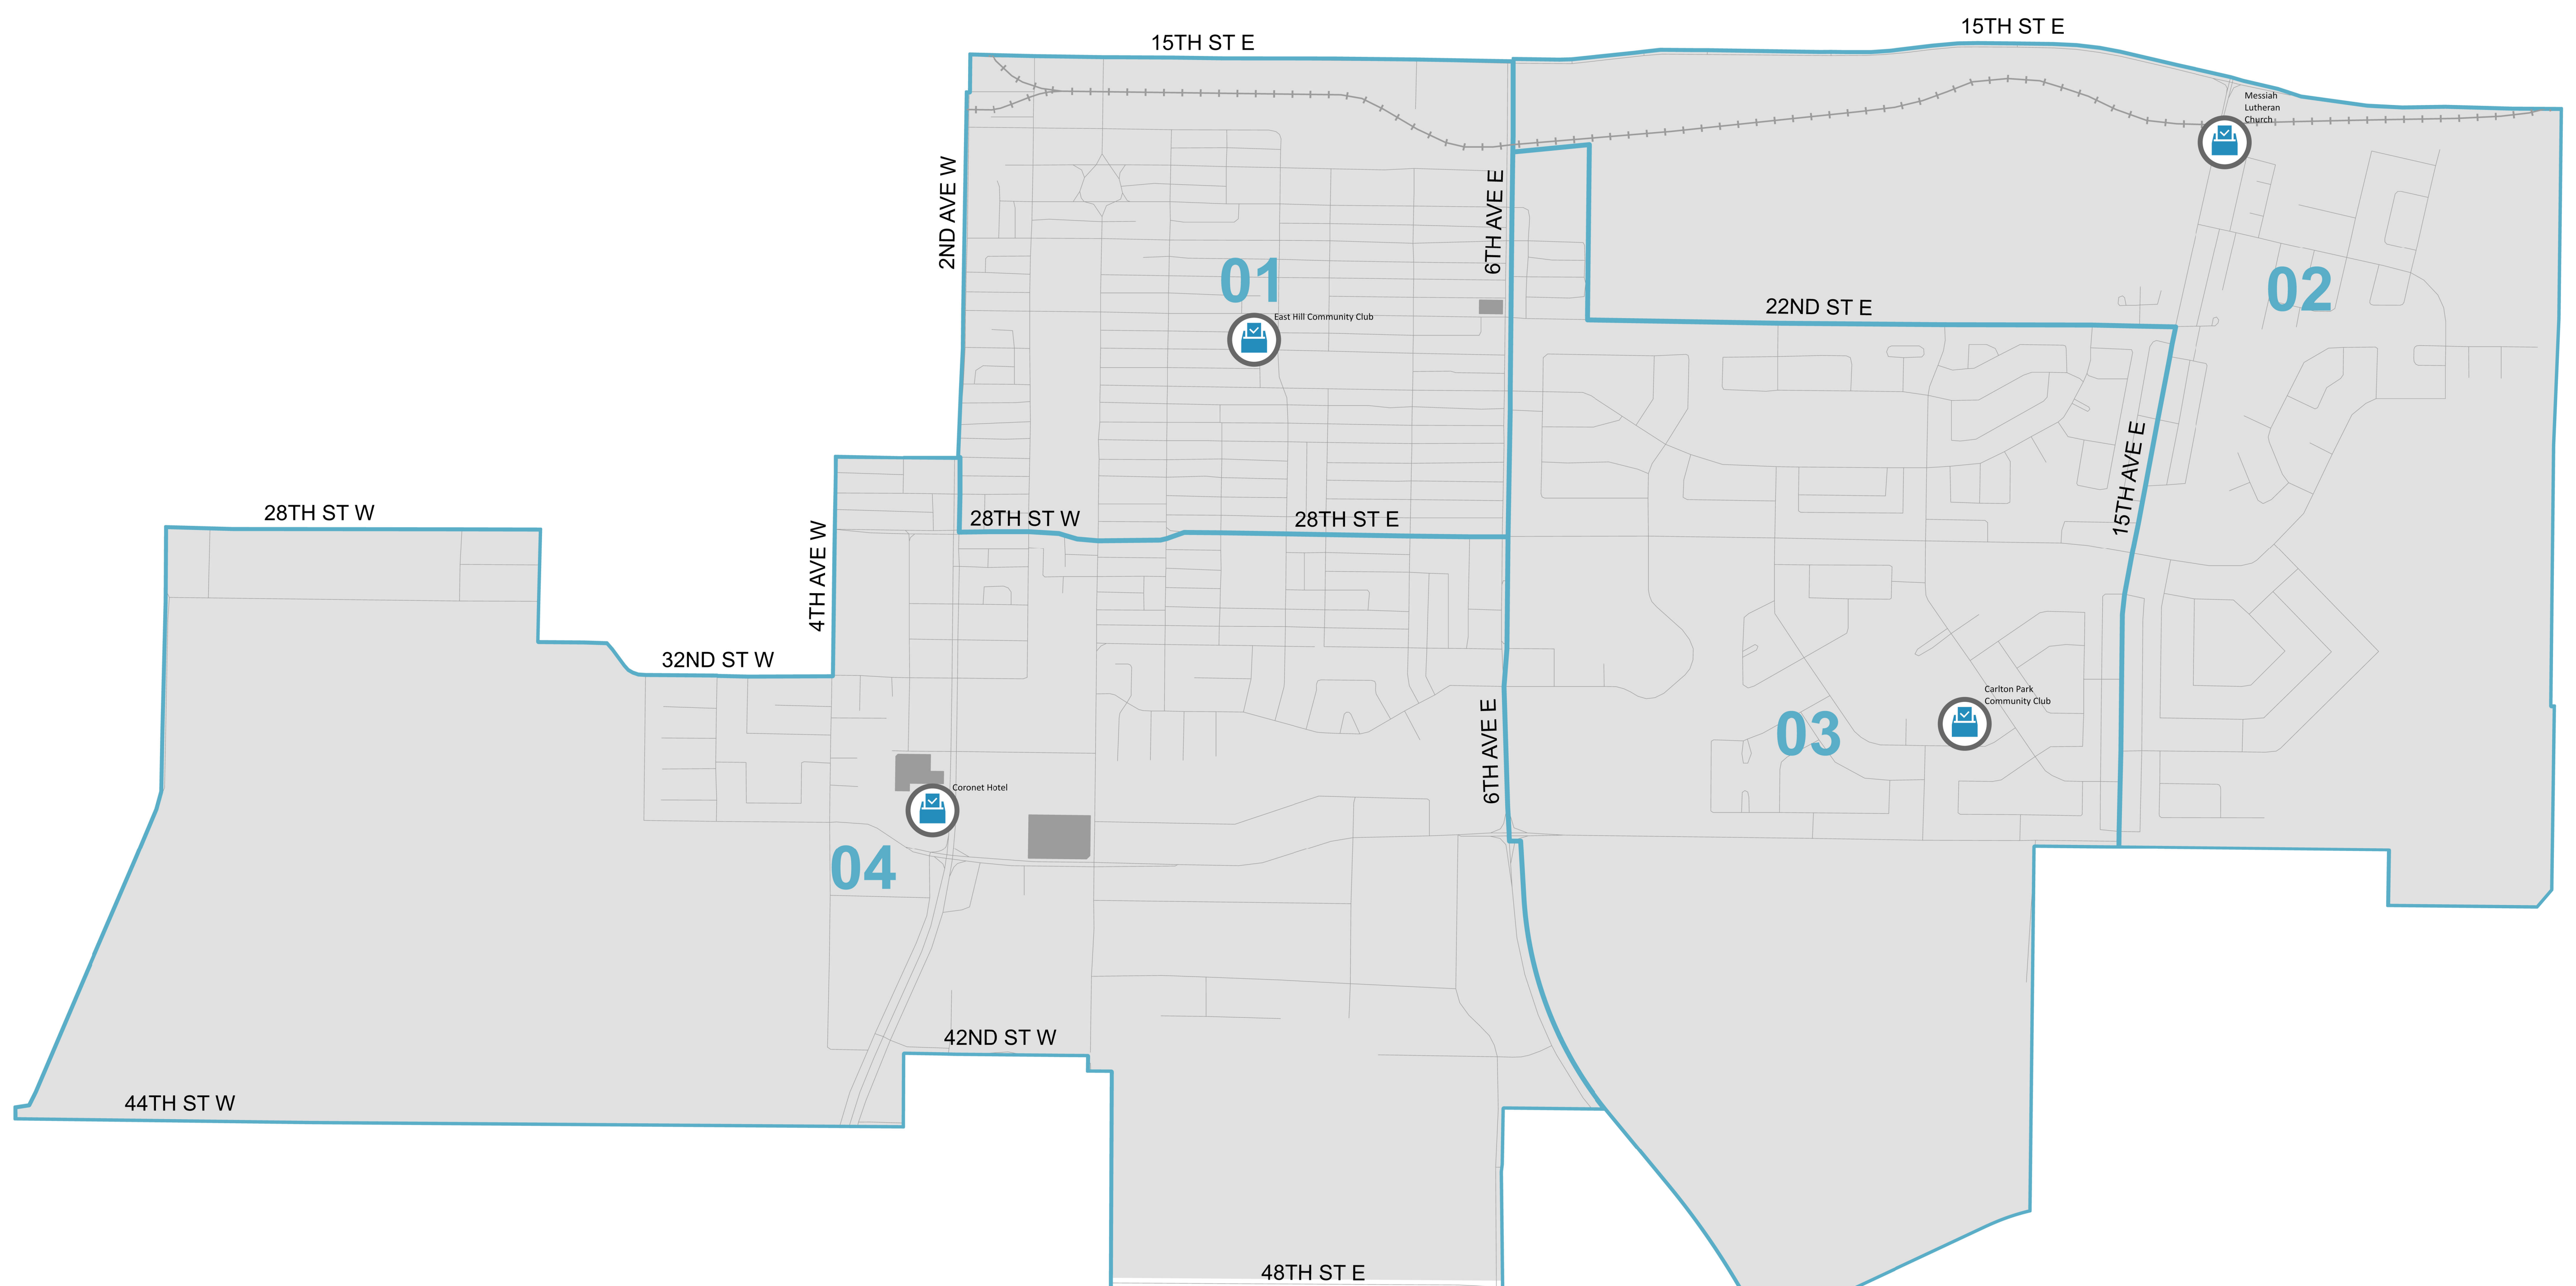 15TH ST E
15TH ST E
Messiah
Lutheran
Church
2ND AVE W
6TH AVE E
01
East Hill Community Club
02
22ND ST E
15TH AVE E
28TH ST W
4TH AVE W
28TH ST W
28TH ST E
32ND ST W
6TH AVE E
Carlton Park
Community Club
03
Coronet Hotel
04
42ND ST W
44TH ST W
48TH ST E